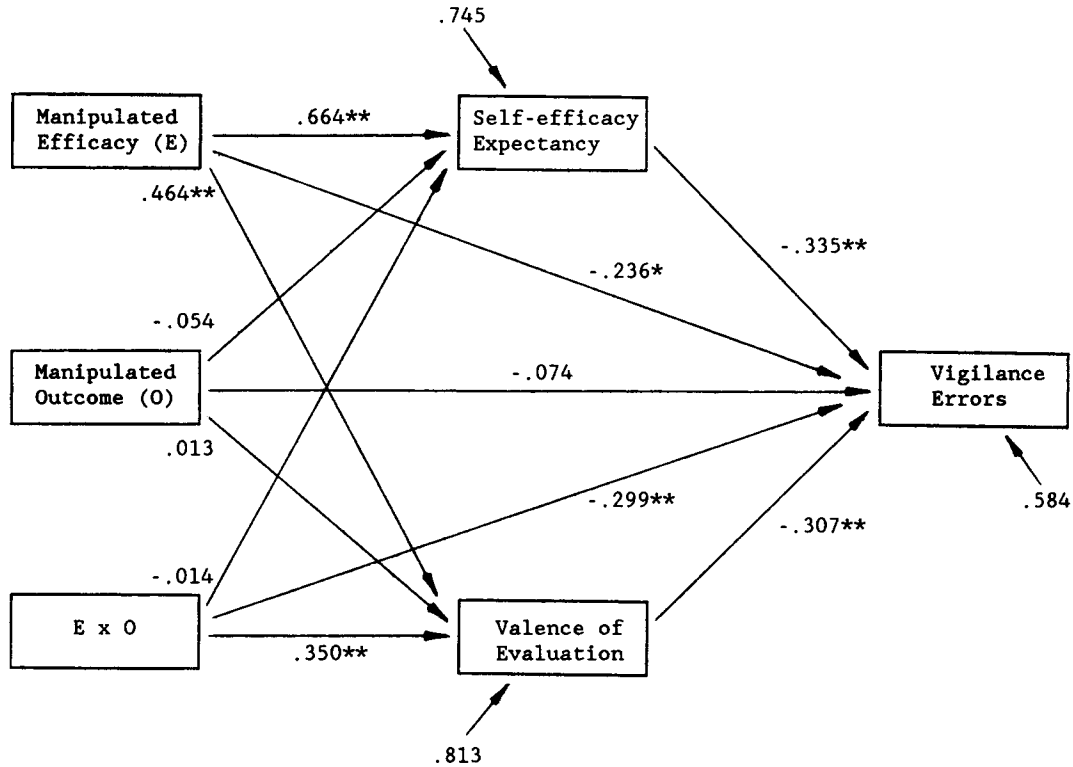 .745
Manipulated
Efficacy (E)
.664**
Self-efficacy
Expectancy
.464**
-.335**
-.236*
-.054
Manipulated
Outcome (O)
-.074
Vigilance
Errors
.013
-.299**
.584
-.307**
-.014
E x O
.350**
Valence of
Evaluation
.813